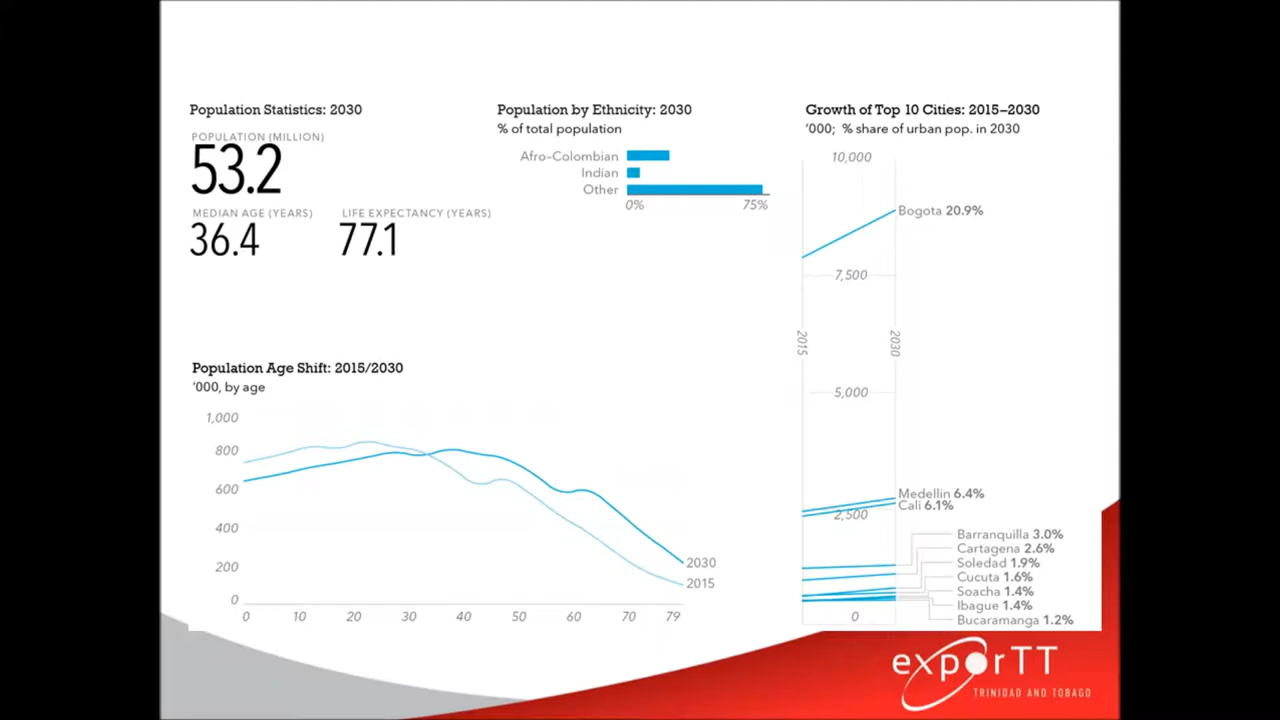 Population Statistics: 2030
POPULATION (MILLION)
53.2
MEDIAN AGE (YEARS)
36.4
LIFE EXPECTANCY (YEARS)
77.1
Population by Ethnicity: 2030
% of total population
Afro-Colombian
Indian
Other
0% 75%
Growth of Top 10 Cities: 2015–2030
'000; % share of urban pop. in 2030
10,000
Bogota 20.9%
7,500
2015 2030
5,000
Medellin 6.4%
Cali 6.1%
2,500
Barranquilla 3.0%
Cartagena 2.6%
Soledad 1.9%
Cucuta 1.6%
Soacha 1.4%
Ibague 1.4%
Bucaramanga 1.2%
0
Population Age Shift: 2015/2030
'000, by age
1,000
800
600
400
200
0
2030
2015
0 10 20 30 40 50 60 70 79
exporTT
TRINIDAD AND TOBAGO